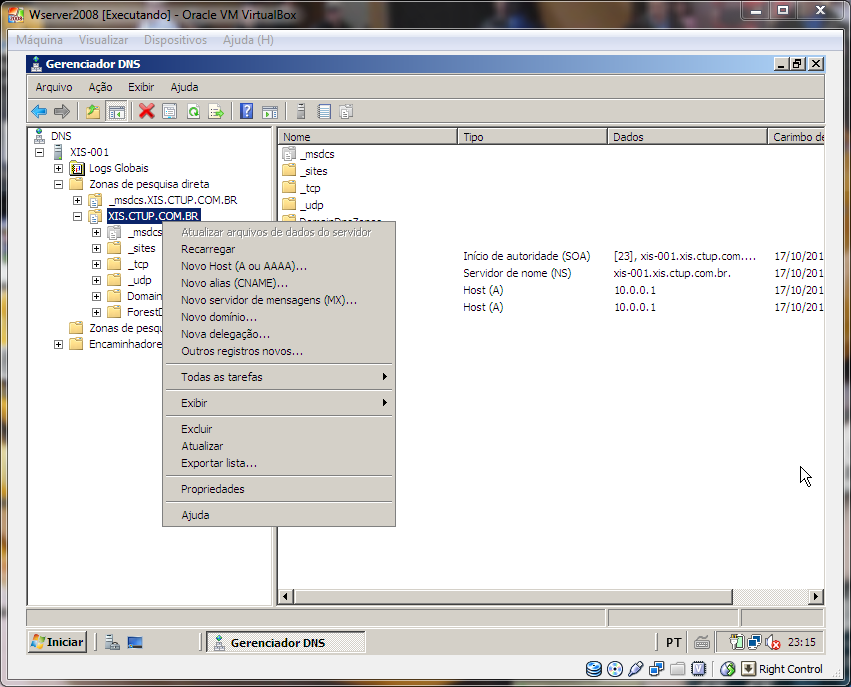 Wserver2008 [Executando] - Oracle VM VirtualBox
Máquina Visualizar Dispositivos Ajuda (H)
Gerenciador DNS
Arquivo Ação Exibir Ajuda
DNS
XIS-001
Logs Globais
Zonas de pesquisa direta
_msdcs.XIS.CTUP.COM.BR
XIS.CTUP.COM.BR
_msdcs
_sites
_tcp
_udp
Domain
ForestD
Zonas de pesqu
Encaminhadore
Nome Tipo Dados Carimbo de
_msdcs
_sites
_tcp
_udp
DomainDnsZones
Início de autoridade (SOA) [23], xis-001.xis.ctup.com.... 17/10/201
Servidor de nome (NS) xis-001.xis.ctup.com.br. 17/10/201
Host (A) 10.0.0.1 17/10/201
Host (A) 10.0.0.1 17/10/201
Atualizar arquivos de dados do servidor
Recarregar
Novo Host (A ou AAAA)...
Novo alias (CNAME)...
Novo servidor de mensagens (MX)...
Novo domínio...
Nova delegação...
Outros registros novos...
Todas as tarefas
Exibir
Excluir
Atualizar
Exportar lista...
Propriedades
Ajuda
Iniciar Gerenciador DNS PT 23:15
Right Control